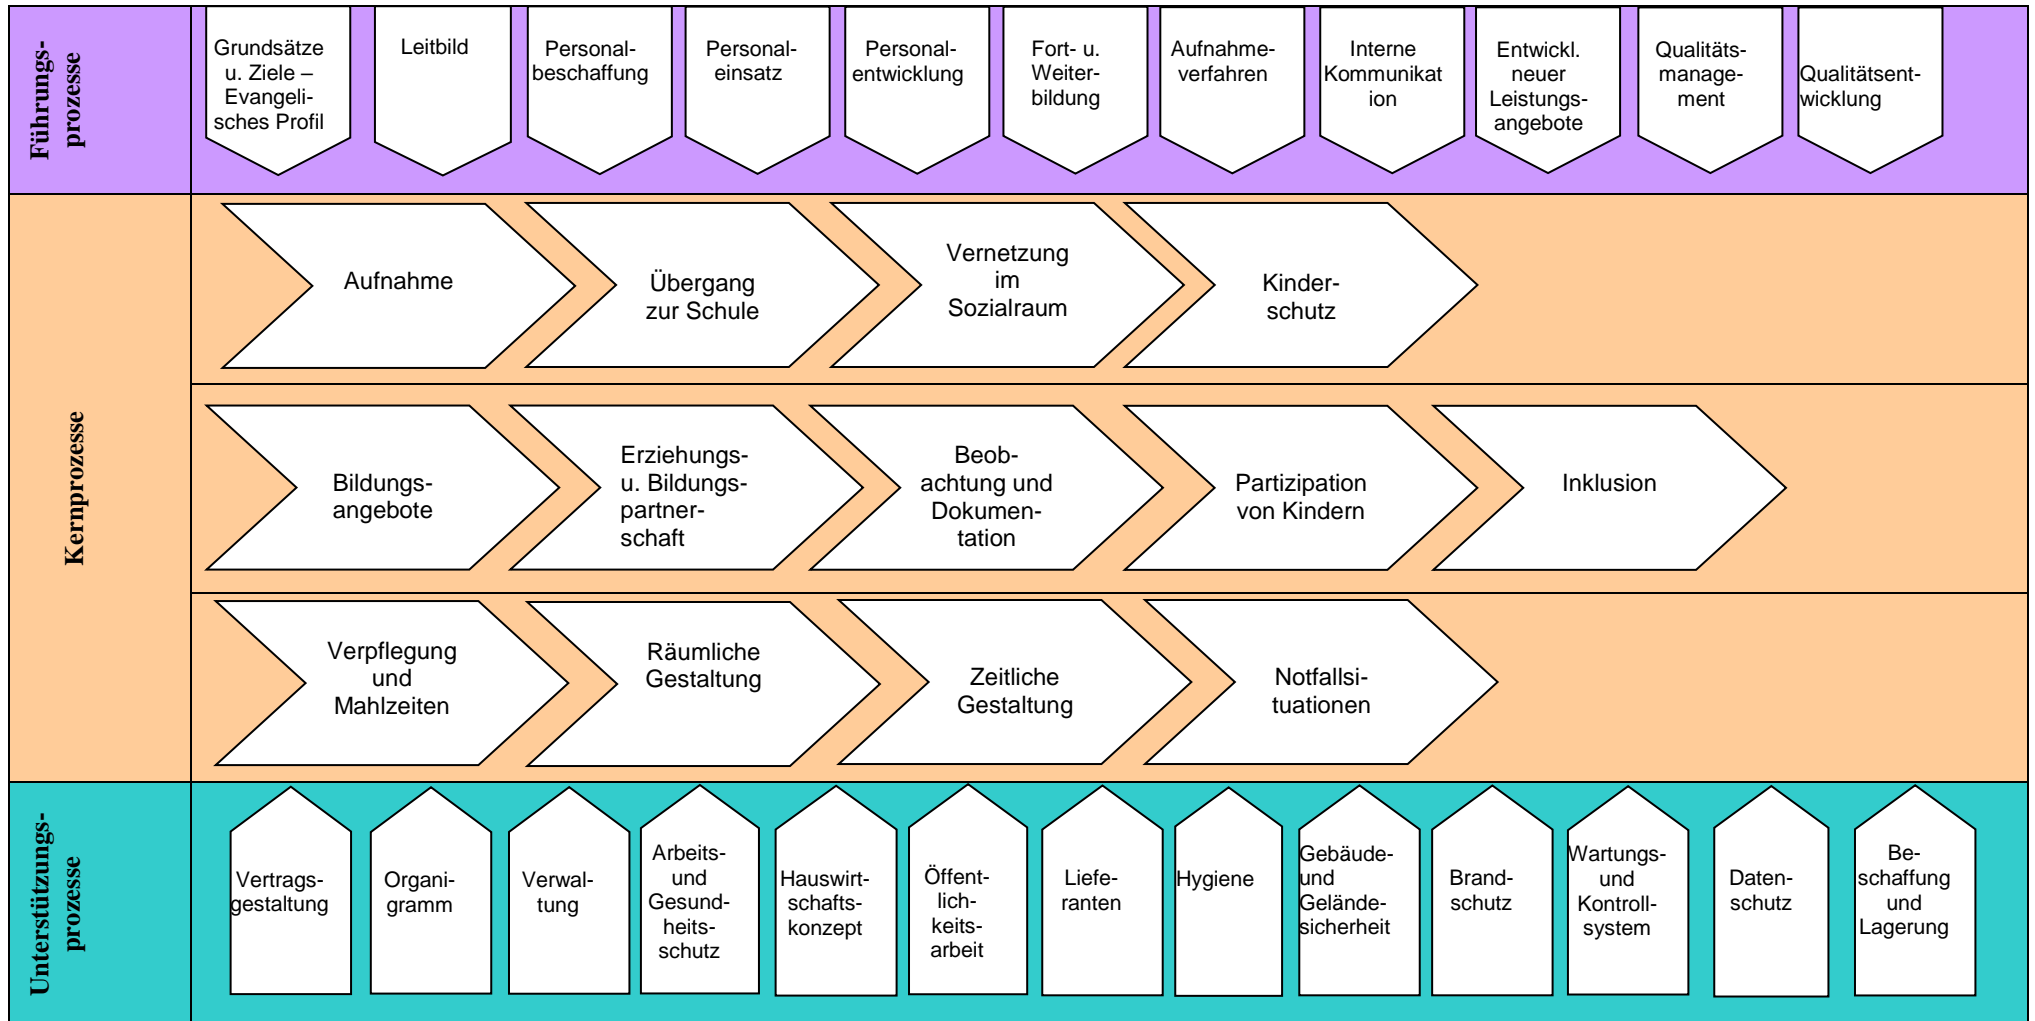 Führungs-
prozesse
Grundsätze
u. Ziele –
Evangeli-
sches Profil
Leitbild
Personal-
beschaffung
Personal-
einsatz
Personal-
entwicklung
Fort- u.
Weiter-
bildung
Aufnahme-
verfahren
Interne
Kommunikat
ion
Entwickl.
neuer
Leistungs-
angebote
Qualitäts-
manage-
ment
Qualitätsent-
wicklung
Kernprozesse
Aufnahme
Übergang
zur Schule
Vernetzung
im
Sozialraum
Kinder-
schutz
Bildungs-
angebote
Erziehungs-
u. Bildungs-
partner-
schaft
Beob-
achtung und
Dokumen-
tation
Partizipation
von Kindern
Inklusion
Verpflegung
und
Mahlzeiten
Räumliche
Gestaltung
Zeitliche
Gestaltung
Notfallsi-
tuationen
Unterstützungs-
prozesse
Vertrags-
gestaltung
Organi-
gramm
Verwal-
tung
Arbeits-
und
Gesund-
heits-
schutz
Hauswirt-
schafts-
konzept
Öffent-
lich-
keits-
arbeit
Liefe-
ranten
Hygiene
Gebäude-
und
Gelände-
sicherheit
Brand-
schutz
Wartungs-
und
Kontroll-
system
Daten-
schutz
Be-
schaffung
und
Lagerung